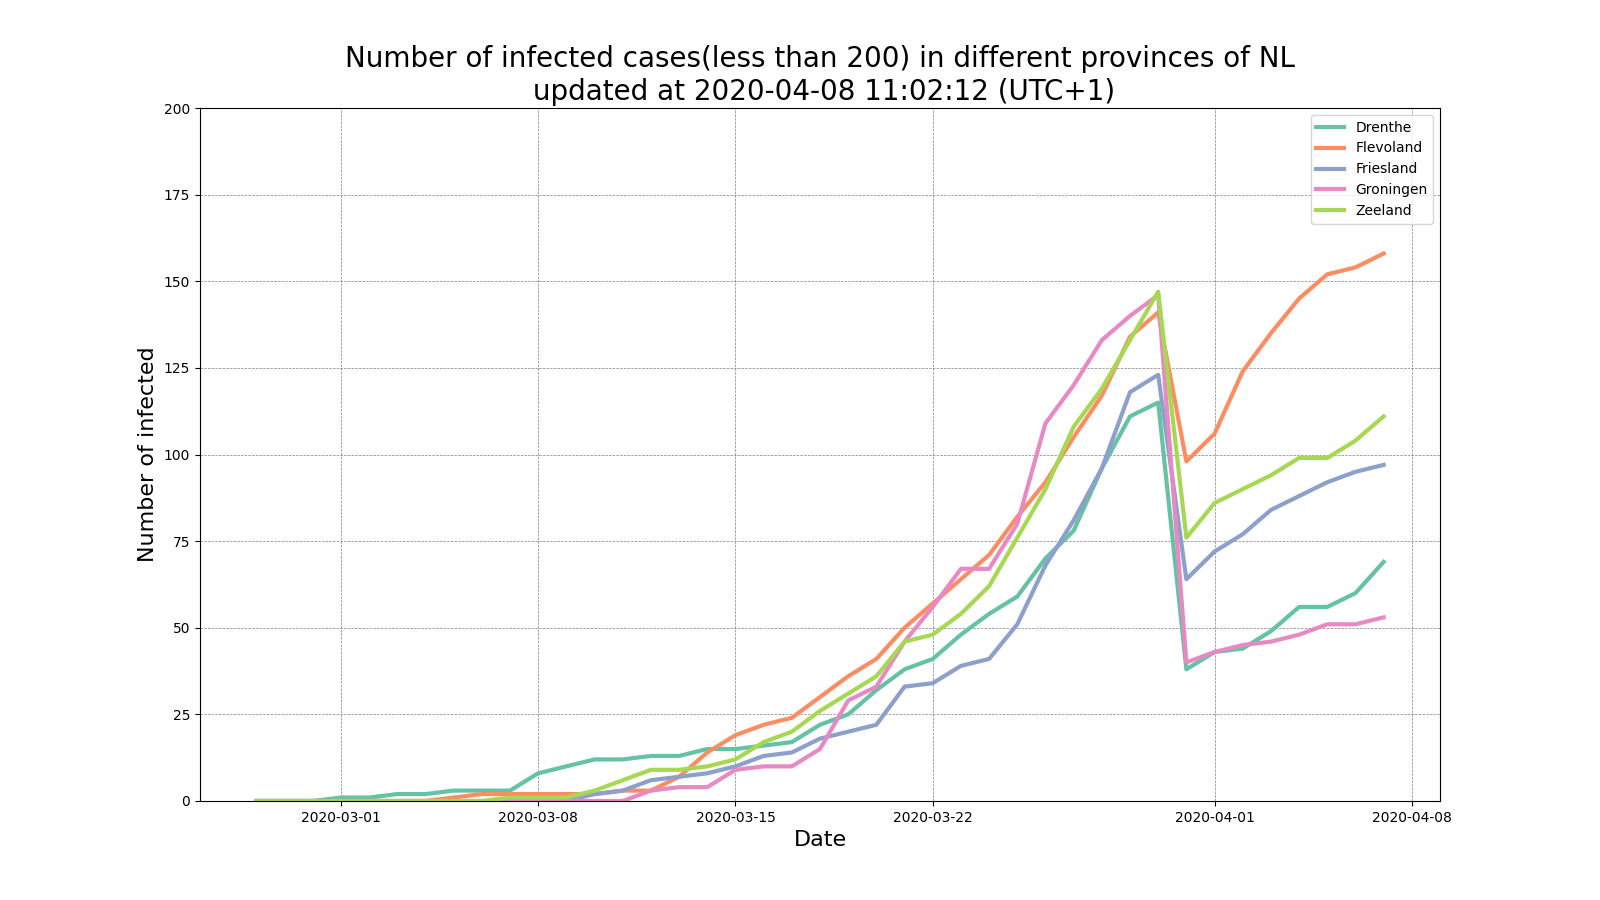 Number of infected cases(less than 200) in different provinces of NL
updated at 2020-04-08 11:02:12 (UTC+1)
200
175
150
125
100
75
50
25
0
Number of infected
Drenthe
Flevoland
Friesland
Groningen
Zeeland
2020-03-01 2020-03-08 2020-03-15 2020-03-22 2020-04-01 2020-04-08
Date